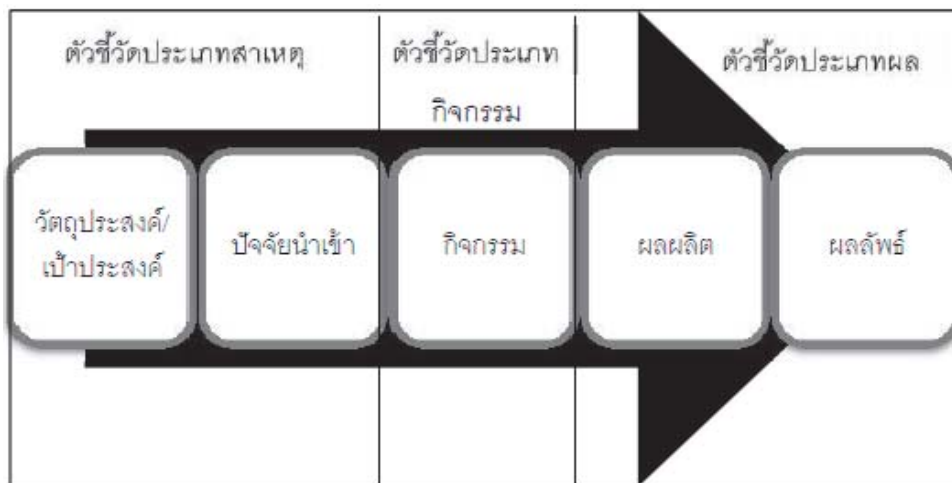 ตัวชี้วัดประเภทสาเหตุ
ตัวชี้วัดประเภท
กิจกรรม
ตัวชี้วัดประเภทผล
วัตถุประสงค์/
เป้าประสงค์
ปัจจัยนำเข้า
กิจกรรม
ผลผลิต
ผลลัพธ์